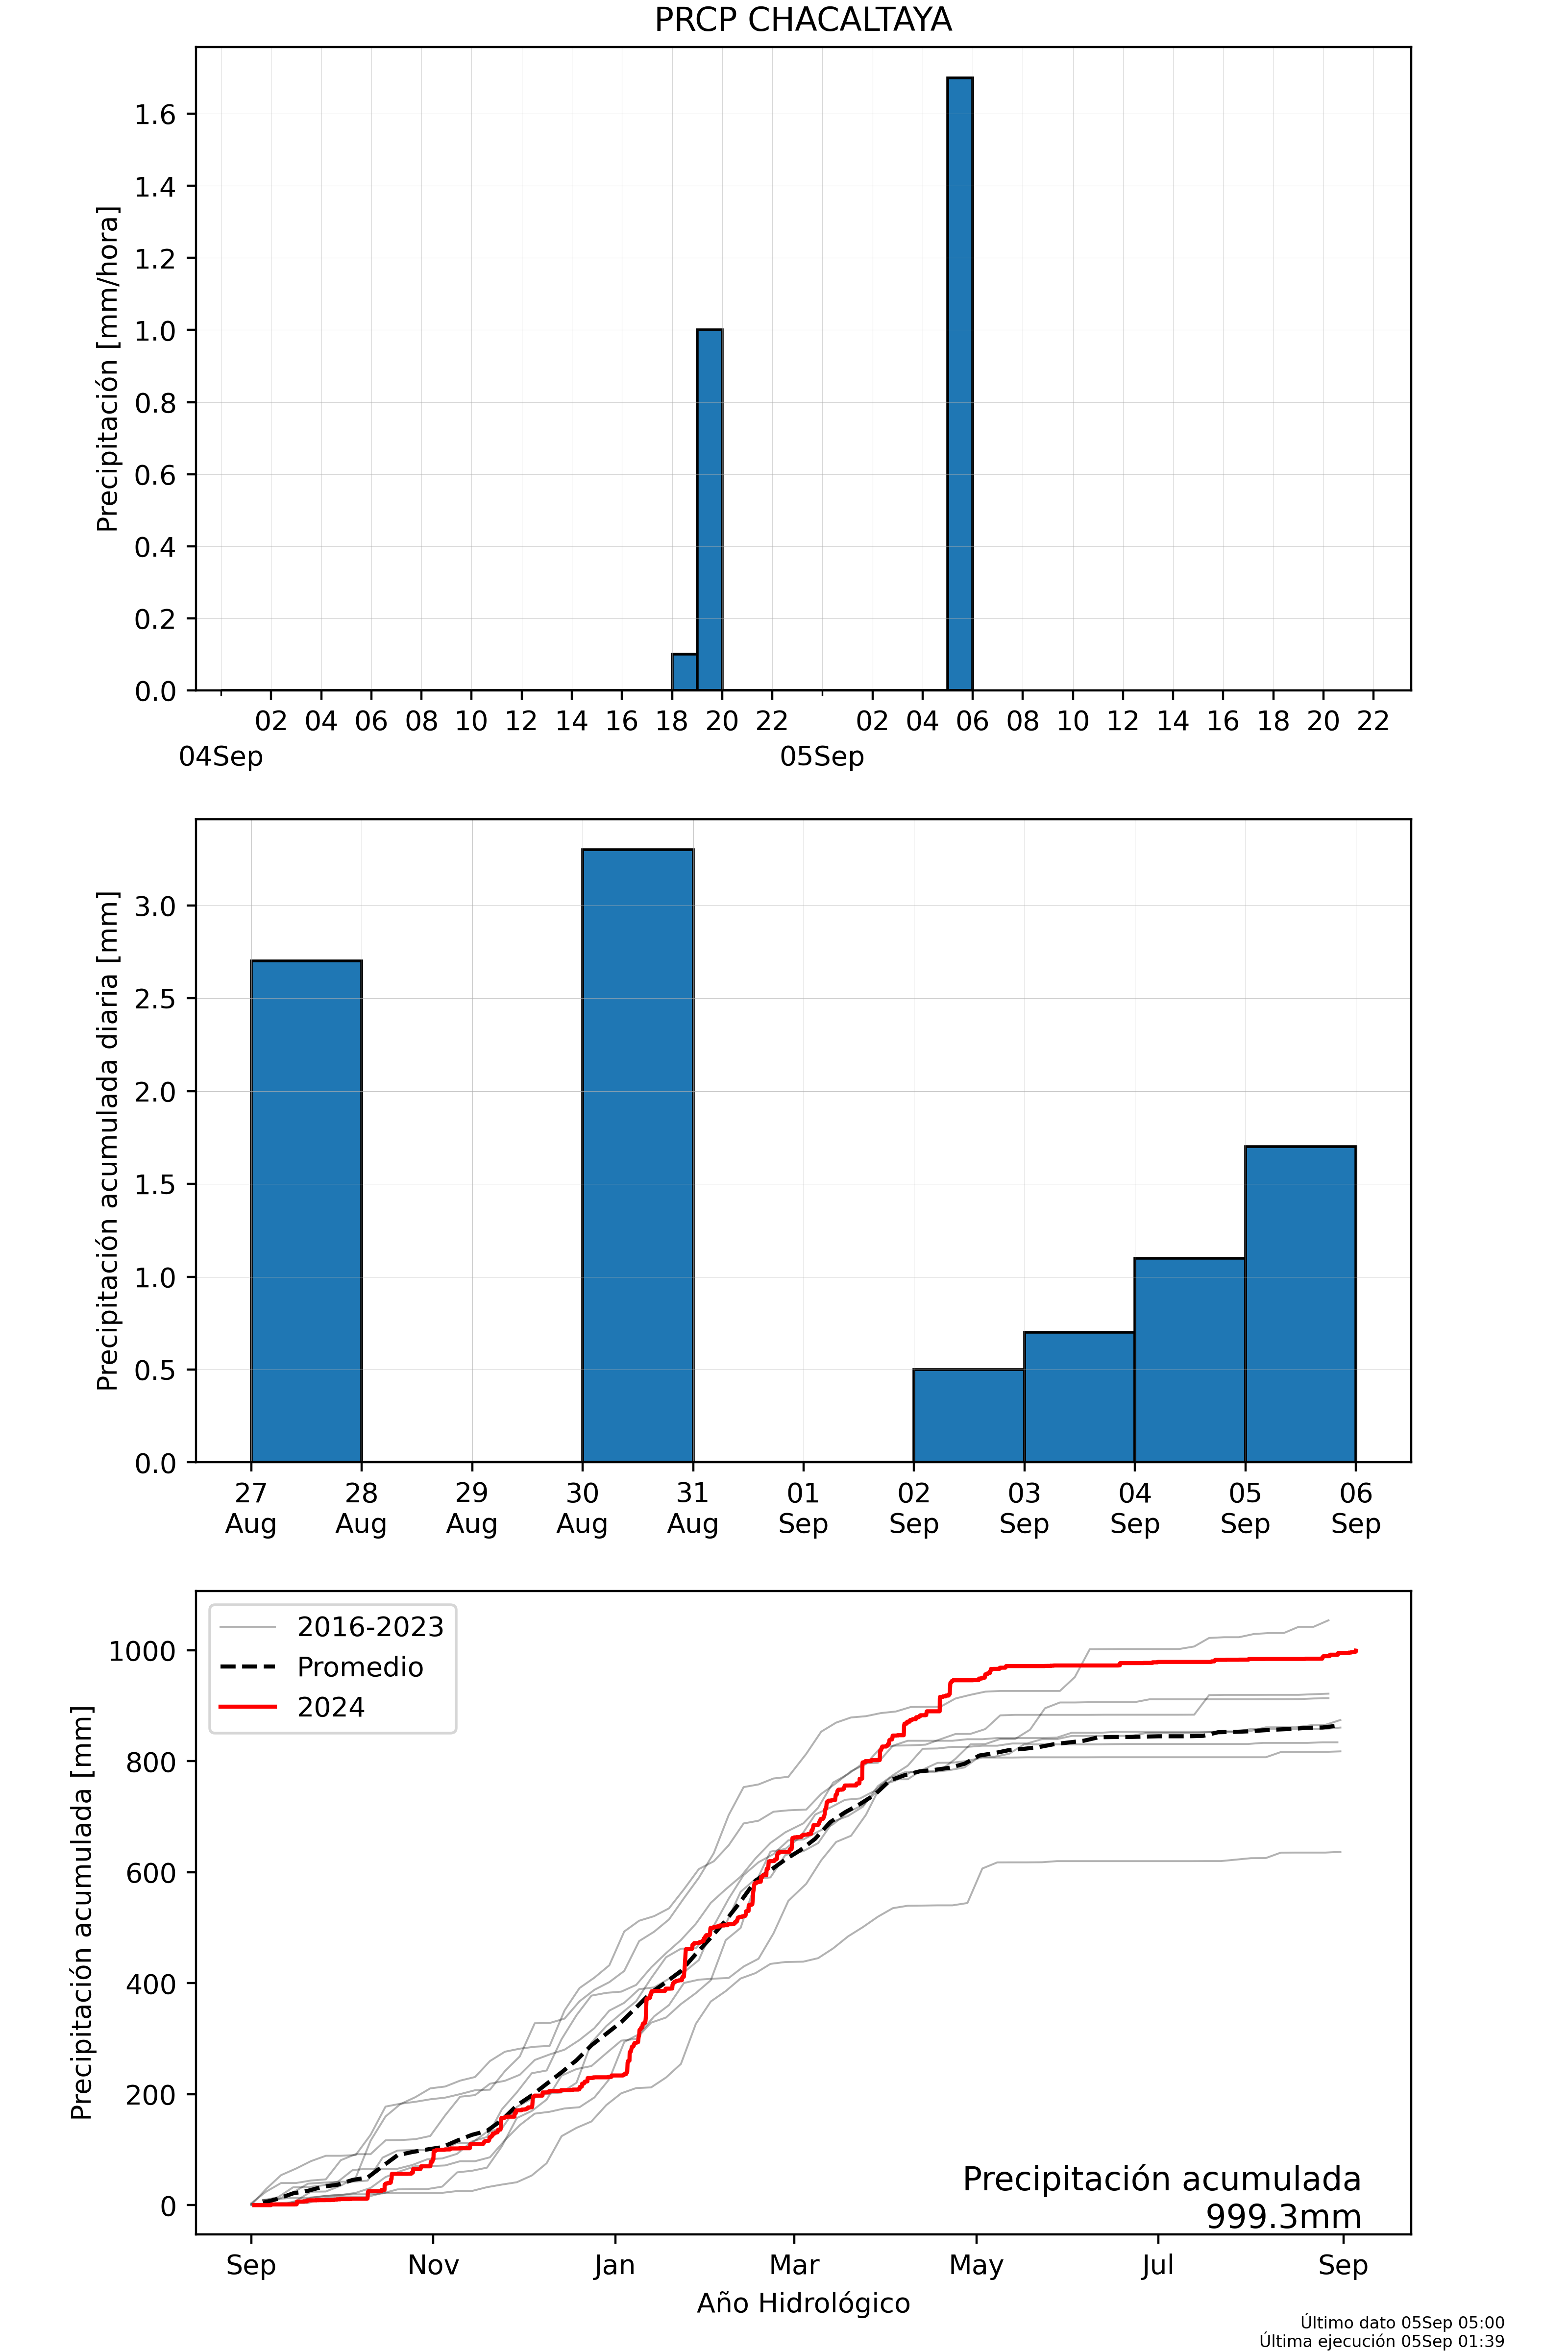 PRCP CHACALTAYA
Precipitación [mm/hora]
1.6
1.4
1.2
1.0
0.8
0.6
0.4
0.2
0.0
02 04 06 08 10 12 14 16 18 20 22 02 04 06 08 10 12 14 16 18 20 22
04Sep 05Sep
Precipitación acumulada diaria [mm]
3.0
2.5
2.0
1.5
1.0
0.5
0.0
27 28 29 30 31 01 02 03 04 05 06
Aug Aug Aug Aug Aug Sep Sep Sep Sep Sep Sep
Precipitación acumulada [mm]
1000
800
600
400
200
0
2016-2023
Promedio
2024
Precipitación acumulada
999.3mm
Sep Nov Jan Mar May Jul Sep
Año Hidrológico
Último dato 05Sep 05:00
Última ejecución 05Sep 01:39